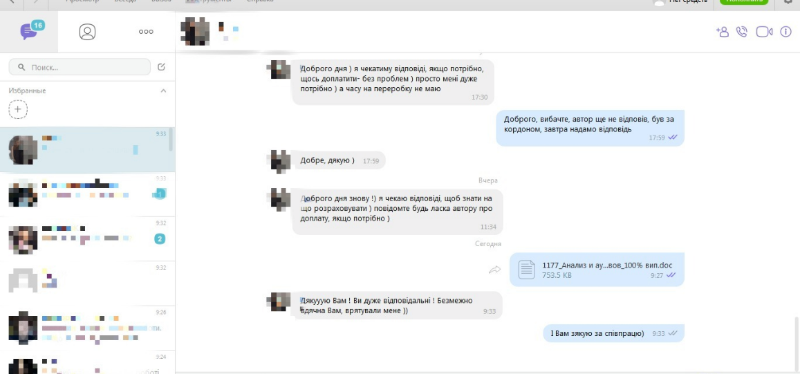 16
Поиск...
Избранные
9:33
9:32
2
9:32
9:26
9:24
Доброго дня ) я чекатиму відповіді, якщо потрібно,
щось доплатити- без проблем ) просто мені дуже
потрібно ) а часу на переробку не маю
17:30
Доброго, вибачте, автор ще не відповів, був за
кордоном, завтра надамо відповідь
17:39
Добре, дякую )
17:39
Вчера
Доброго дня знову !) я чекаю відповіді, щоб знати на
що розраховувати ) повідомте будь ласка автору про
доплату, якщо потрібно )
11:34
Сегодня
1177_Анализ и ау...вов_100% вип.doc
753.5 KB
9:27
Дякууую Вам ! Ви дуже відповідальні ! Безмежно
вдячна Вам, врятували мене ))
9:33
І Вам зякую за співпрацю)
9:33